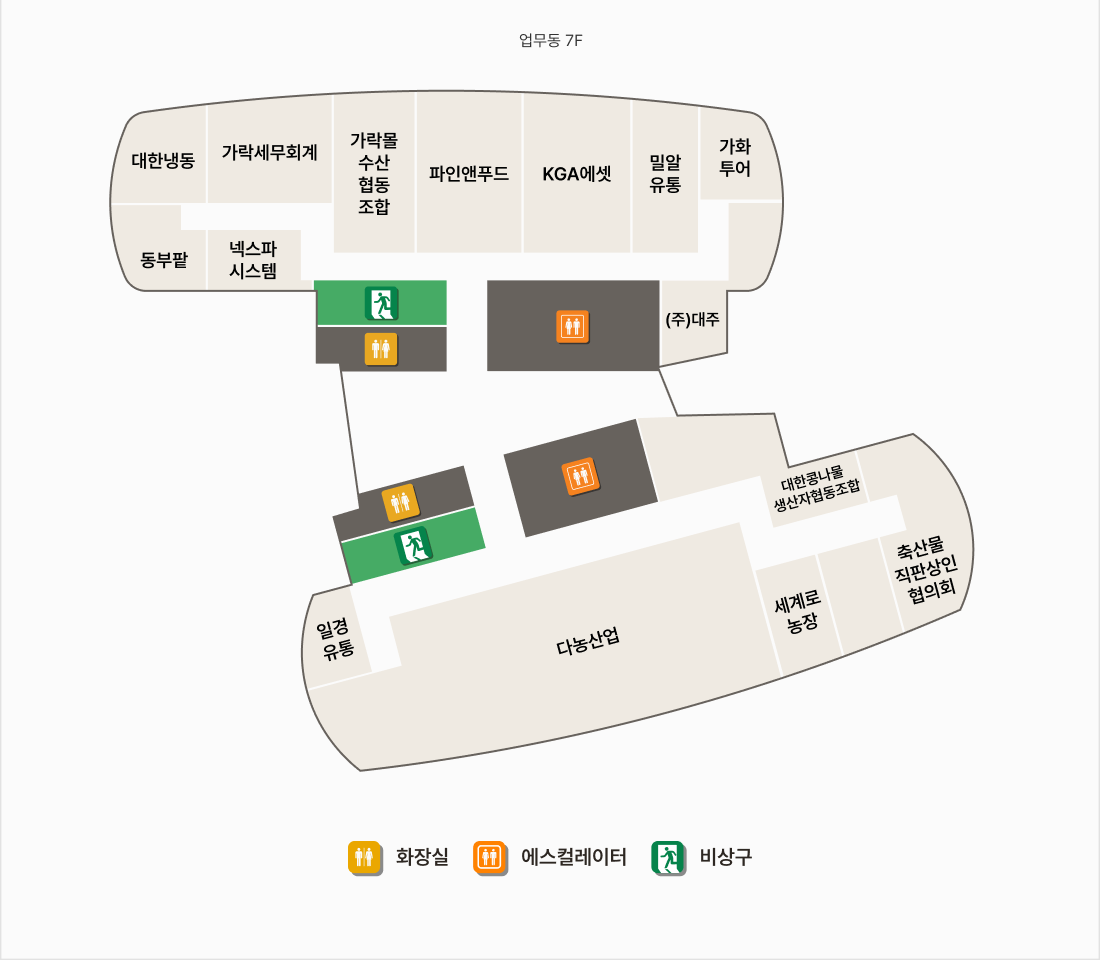 업무동 7F
대한냉동
가락세무회계
가락몰
수산
협동
조합
파인앤푸드
KGA에셋
밀알
유통
가화
투어
동부팥
넥스파
시스템
(주)대주
대한콩나물
생산자협동조합
축산물
직판상인
협의회
세계로
농장
다농산업
일경
유통
화장실
에스컬레이터
비상구